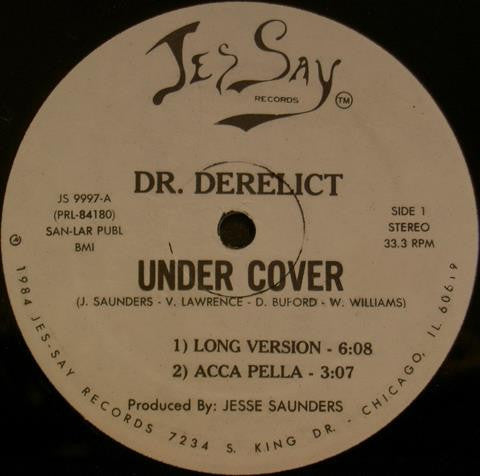 JES SAY
RECORDS
TM
DR. DERELICT
JS 9997-A
(PRL-84180)
SAN-LAR PUBL
BMI
SIDE 1
STEREO
33.3 RPM
UNDER COVER
(J. SAUNDERS - V. LAWRENCE - D. BUFORD - W. WILLIAMS)
1) LONG VERSION - 6:08
2) ACCA PELLA - 3:07
Produced By: JESSE SAUNDERS
℗ 1984 JES-SAY RECORDS 7234 S. KING DR. - CHICAGO, IL 60619